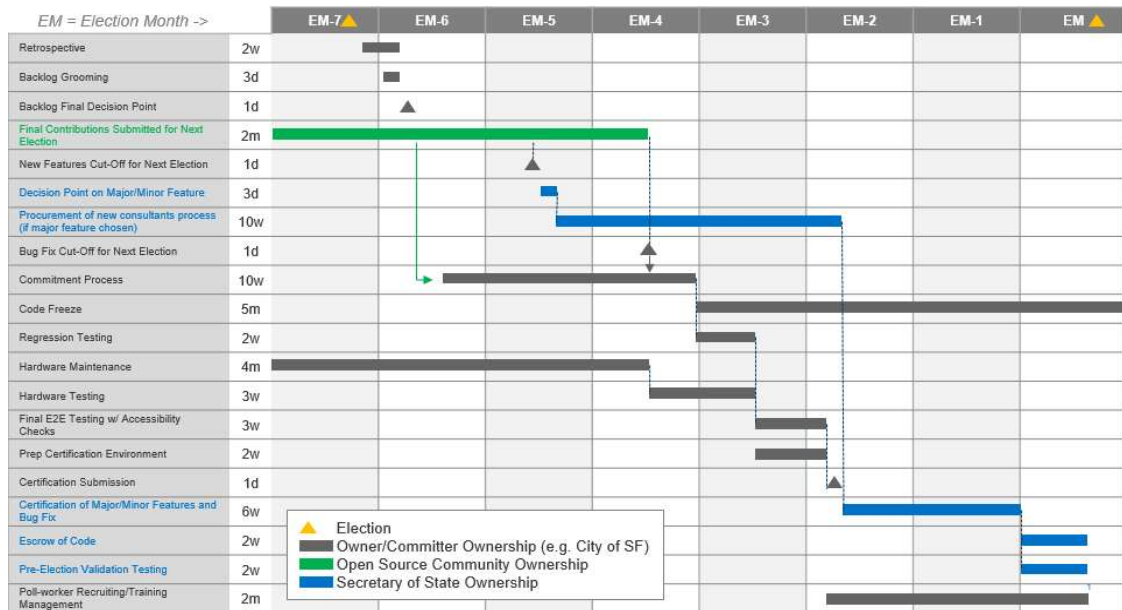 EM = Election Month -> EM-7 EM-6 EM-5 EM-4 EM-3 EM-2 EM-1 EM
Retrospective 2w
Backlog Grooming 3d
Backlog Final Decision Point 1d
Final Contributions Submitted for Next
Election 2m
New Features Cut-Off for Next Election 1d
Decision Point on Major/Minor Feature 3d
Procurement of new consultants process
(if major feature chosen) 10w
Bug Fix Cut-Off for Next Election 1d
Commitment Process 10w
Code Freeze 5m
Regression Testing 2w
Hardware Maintenance 4m
Hardware Testing 3w
Final E2E Testing w/ Accessibility
Checks 3w
Prep Certification Environment 2w
Certification Submission 1d
Certification of Major/Minor Features and
Bug Fix 6w
Escrow of Code 2w
Pre-Election Validation Testing 2w
Poll-worker Recruiting/Training
Management 2m
Election
Owner/Committer Ownership (e.g. City of SF)
Open Source Community Ownership
Secretary of State Ownership